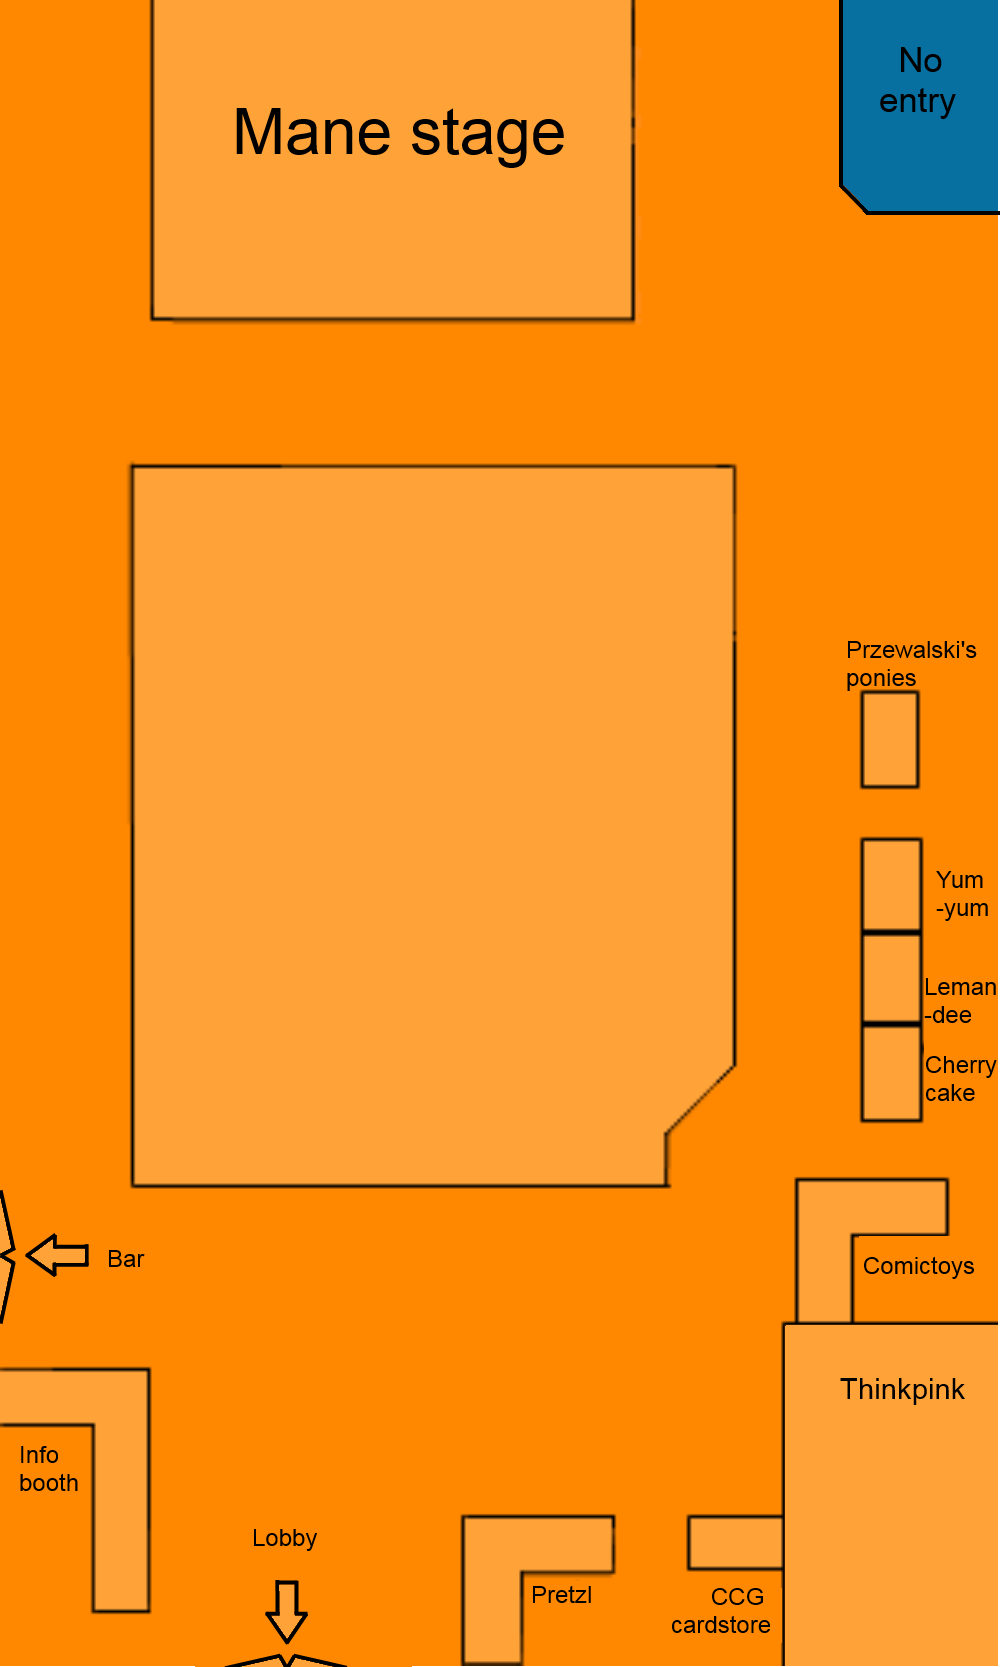 No
entry
Mane stage
Przewalski's
ponies
Yum
-yum
Leman
-dee
Cherry
cake
Bar
Comictoys
Thinkpink
Info
booth
Lobby
Pretzl
CCG
cardstore